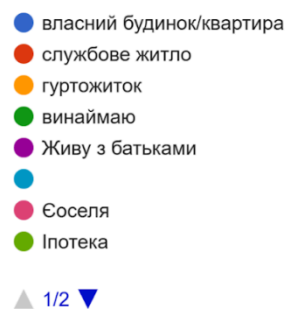 власний будинок/квартира
службове житло
гуртожиток
винаймаю
Живу з батьками
Єоселя
Іпотека
1/2